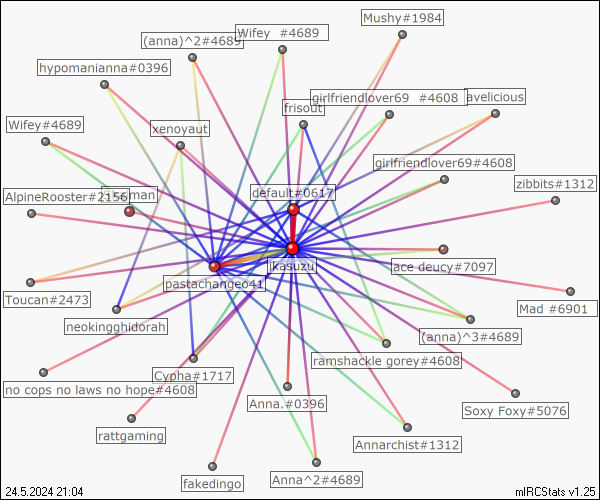 Mushy#1984
(anna)^2#4689
Wifey  #4689
hypomanianna#0396
girlfriendlover69  #4608
avelicious
frisout
Wifey#4689
xenoyaut
girlfriendlover69#4608
zibbits#1312
default#0617
AlpineRooster#2156
man
ikasuzu
ace deucy#7097
pastachangeo41
Toucan#2473
Mad #6901
neokingghidorah
(anna)^3#4689
ramshackle gorey#4608
Cypha#1717
no cops no laws no hope#4608
Anna.#0396
Soxy Foxy#5076
rattgaming
Annarchist#1312
fakedingo
Anna^2#4689
24.5.2024 21:04
mIRCStats v1.25